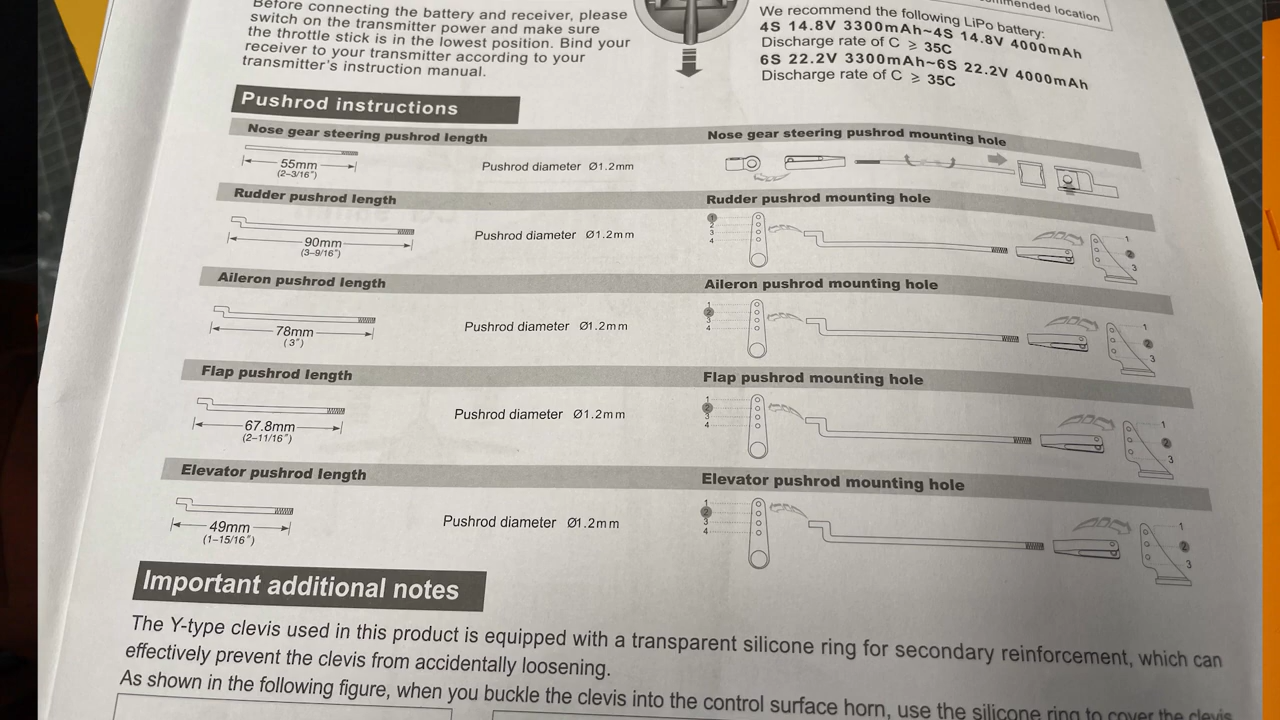 Before connecting the battery and receiver, please
switch on the transmitter power and make sure
the throttle stick is in the lowest position. Bind your
receiver to your transmitter according to your
transmitter's instruction manual.
location
We recommend the following LiPo battery:
4S 14.8V 3300mAh~4S 14.8V 4000mAh
Discharge rate of C ≥ 35C
6S 22.2V 3300mAh~6S 22.2V 4000mAh
Discharge rate of C ≥ 35C
Pushrod instructions
Nose gear steering pushrod length
55mm
(2-3/16")
Pushrod diameter Ø1.2mm
Nose gear steering pushrod mounting hole
Rudder pushrod length
90mm
(3-9/16")
Pushrod diameter Ø1.2mm
Rudder pushrod mounting hole
1
2
3
4
1
2
3
Aileron pushrod length
78mm
(3")
Pushrod diameter Ø1.2mm
Aileron pushrod mounting hole
1
2
3
4
1
2
3
Flap pushrod length
67.8mm
(2-11/16")
Pushrod diameter Ø1.2mm
Flap pushrod mounting hole
1
2
3
4
1
2
3
Elevator pushrod length
49mm
(1-15/16")
Pushrod diameter Ø1.2mm
Elevator pushrod mounting hole
1
2
3
4
1
2
3
Important additional notes
The Y-type clevis used in this product is equipped with a transparent silicone ring for secondary reinforcement, which can
effectively prevent the clevis from accidentally loosening.
As shown in the following figure, when you buckle the clevis into the control surface horn, use the silicone ring to cover the clevis